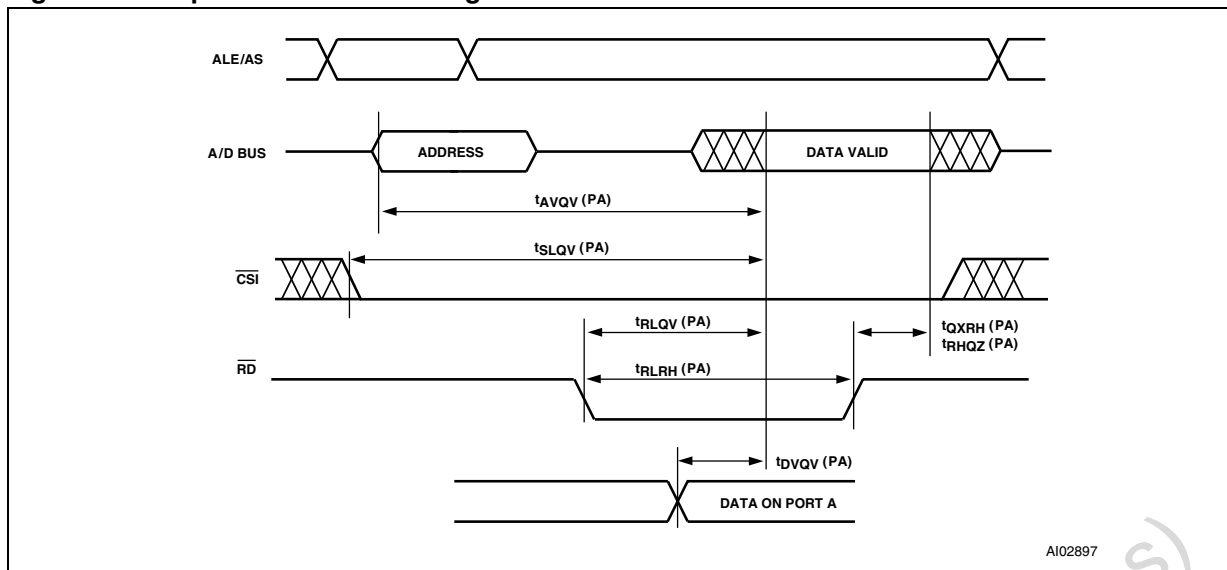 ALE/AS
A/D BUS
ADDRESS
DATA VALID
tAVQV (PA)
tSLQV (PA)
CSI
tRLQV (PA)
tQXRH (PA)
tRHQZ (PA)
RD
tRLRH (PA)
tDVQV (PA)
DATA ON PORT A
AI02897